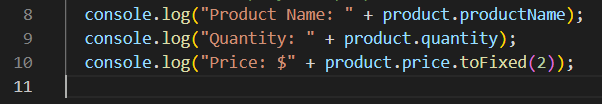 8 console.log("Product Name: " + product.productName);
9 console.log("Quantity: " + product.quantity);
10 console.log("Price: $" + product.price.toFixed(2));
11